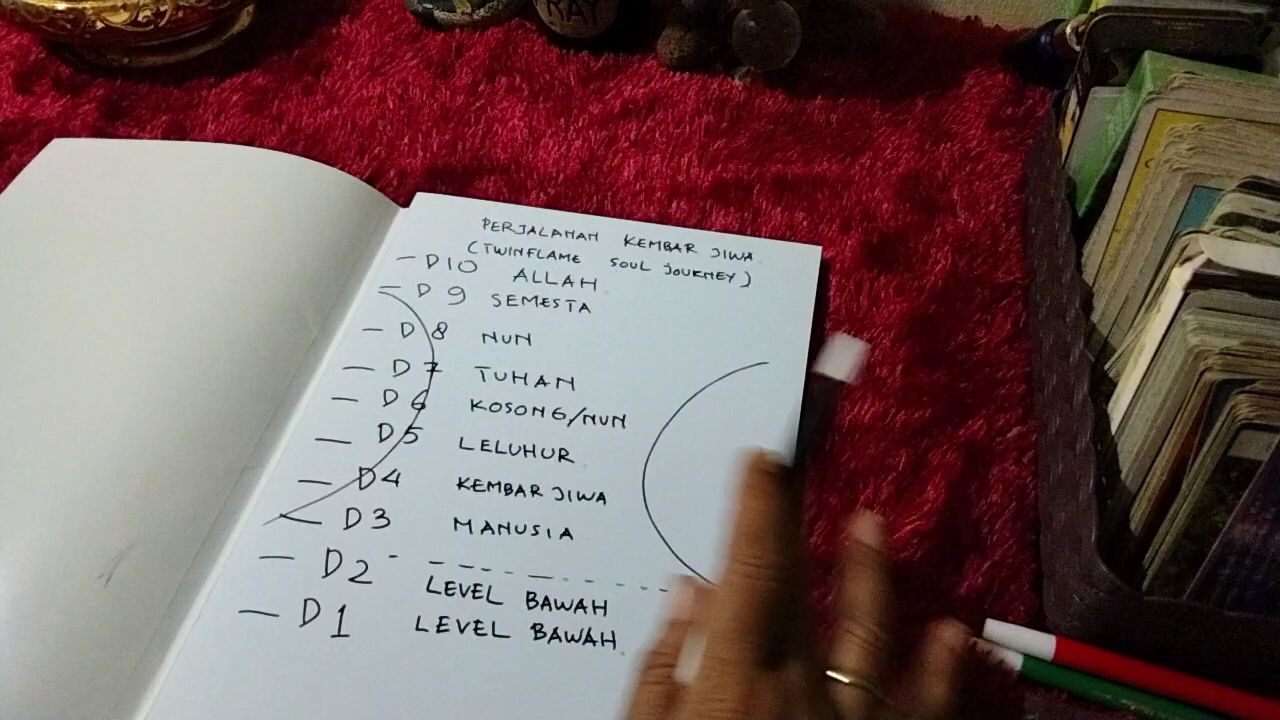 RAY
PERJALANAN KEMBAR JIWA
(TWINFLAME SOUL JOURNEY)
— D10 ALLAH
— D9 SEMESTA
— D8 NUN
— D7 TUHAN
— D6 KOSONG/NUN
— D5 LELUHUR
— D4 KEMBAR JIWA
— D3 MANUSIA
— D2 LEVEL BAWAH
— D1 LEVEL BAWAH